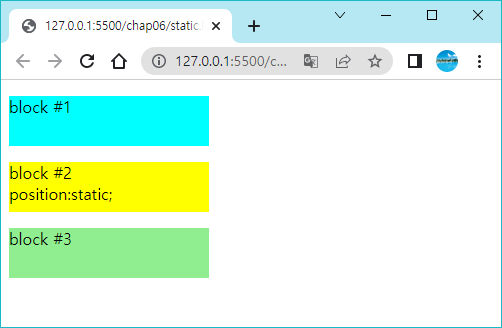 127.0.0.1:5500/chap06/static.
127.0.0.1:5500/c...
block #1
block #2
position:static;
block #3